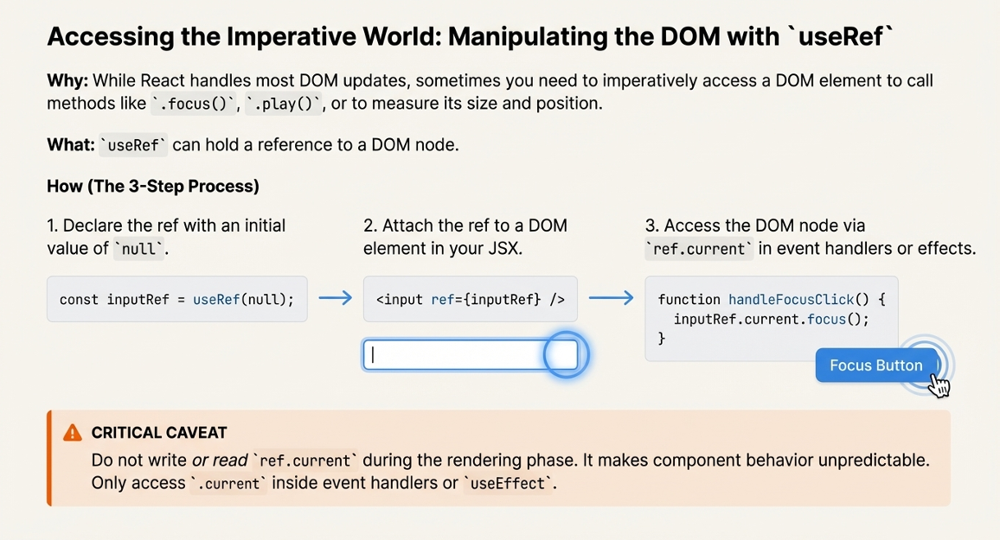 Accessing the Imperative World: Manipulating the DOM with `useRef`
Why: While React handles most DOM updates, sometimes you need to imperatively access a DOM element to call
methods like `.focus()`, `.play()`, or to measure its size and position.
What: `useRef` can hold a reference to a DOM node.
How (The 3-Step Process)
1. Declare the ref with an initial
value of `null`.
const inputRef = useRef(null);
2. Attach the ref to a DOM
element in your JSX.
<input ref={inputRef} />
3. Access the DOM node via
`ref.current` in event handlers or effects.
function handleFocusClick() {
  inputRef.current.focus();
}
Focus Button
CRITICAL CAVEAT
Do not write or read `ref.current` during the rendering phase. It makes component behavior unpredictable.
Only access `.current` inside event handlers or `useEffect`.